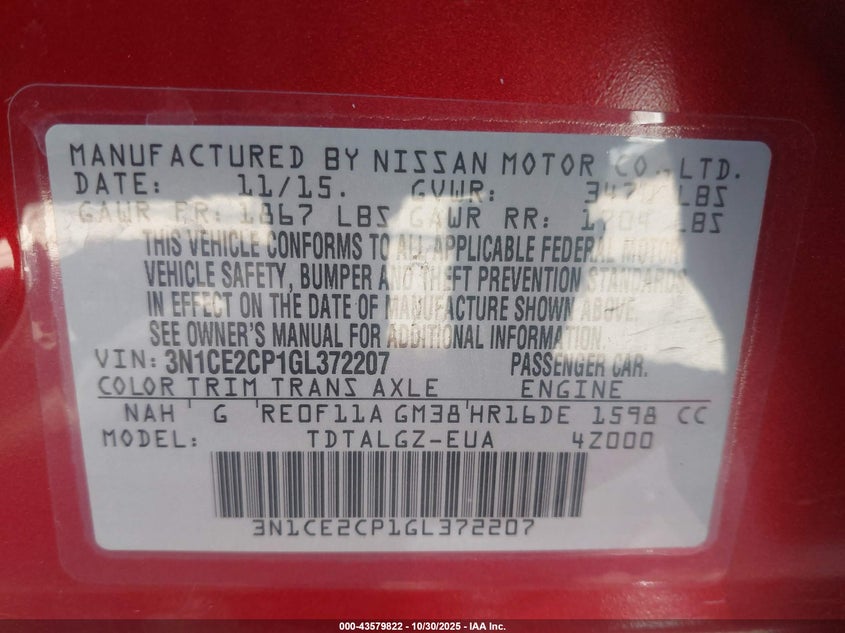 MANUFACTURED BY NISSAN MOTOR CO., LTD.
DATE: 11/15. GVWR: LBS
GAWR FR: 1867 LBS GAWR RR: LBS
THIS VEHICLE CONFORMS TO ALL APPLICABLE FEDERAL MOTOR
VEHICLE SAFETY, BUMPER AND THEFT PREVENTION STANDARDS
IN EFFECT ON THE DATE OF MANUFACTURE SHOWN ABOVE.
SEE OWNER'S MANUAL FOR ADDITIONAL INFORMATION.
VIN: 3N1CE2CP1GL372207 PASSENGER CAR.
COLOR TRIM TRANS AXLE ENGINE
NAH G RE0F11A GM38 HR16DE 1598 CC
MODEL: TDTALGZ-EUA 4Z000
3N1CE2CP1GL372207
000-43579822 - 10/30/2025 - IAA Inc.